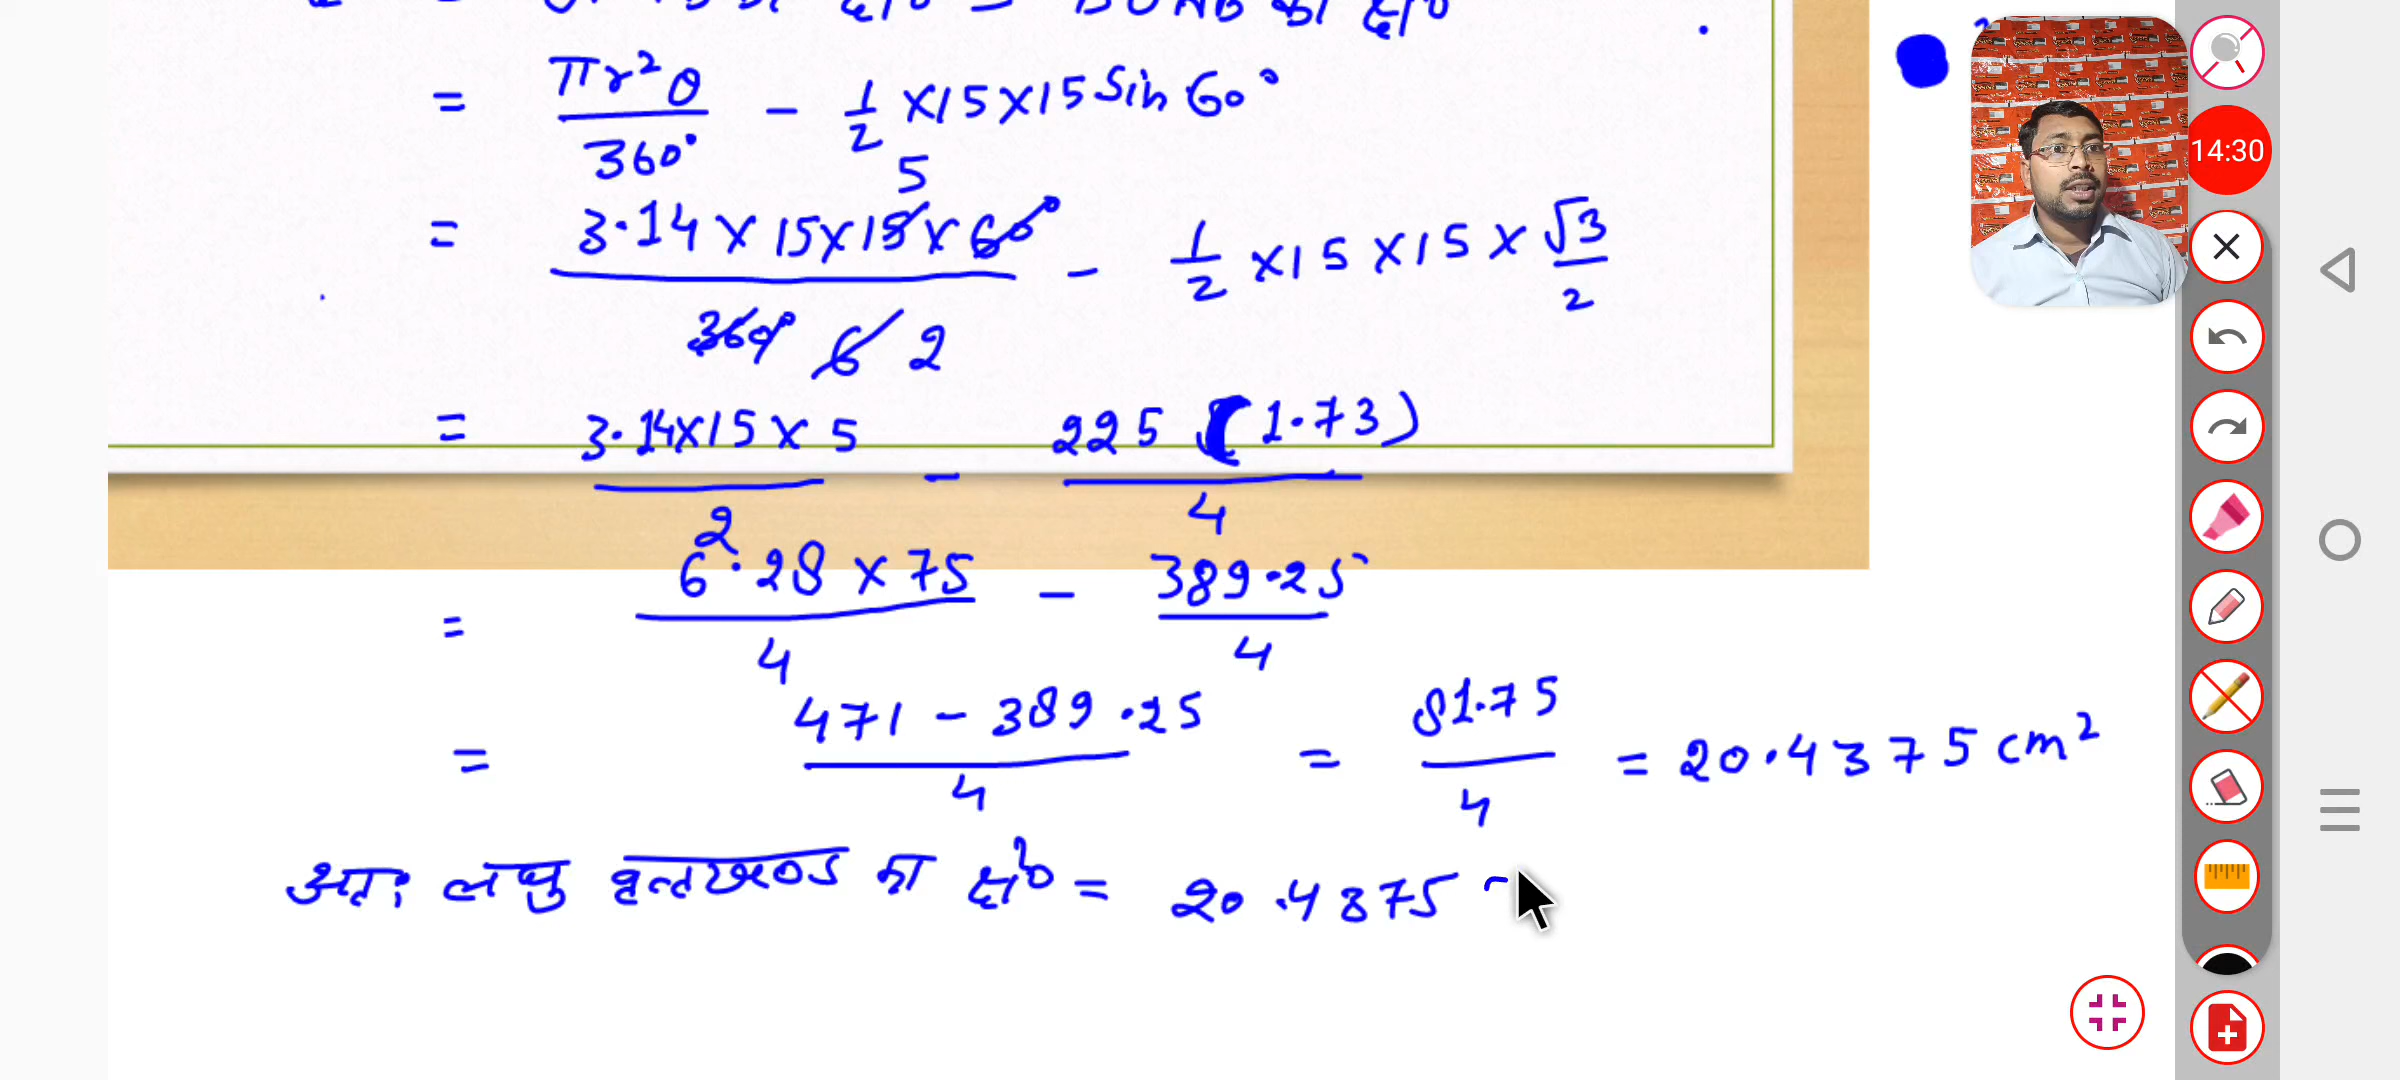 = πr²θ/360° - 1/2 ×15×15 Sin 60°
5
= 3.14 × 15×15×60°/360° 6 2 - 1/2 ×15 ×15 × √3/2
= 3.14×15 × 5/2 - 225 (1.73)/4
= 6.28 × 75/4 - 389.25/4
= 471 - 389.25/4 = 81.75/4 = 20.4375 cm²
अतः लघु वृत्तखण्ड का क्षे० = 20.4375
14:30